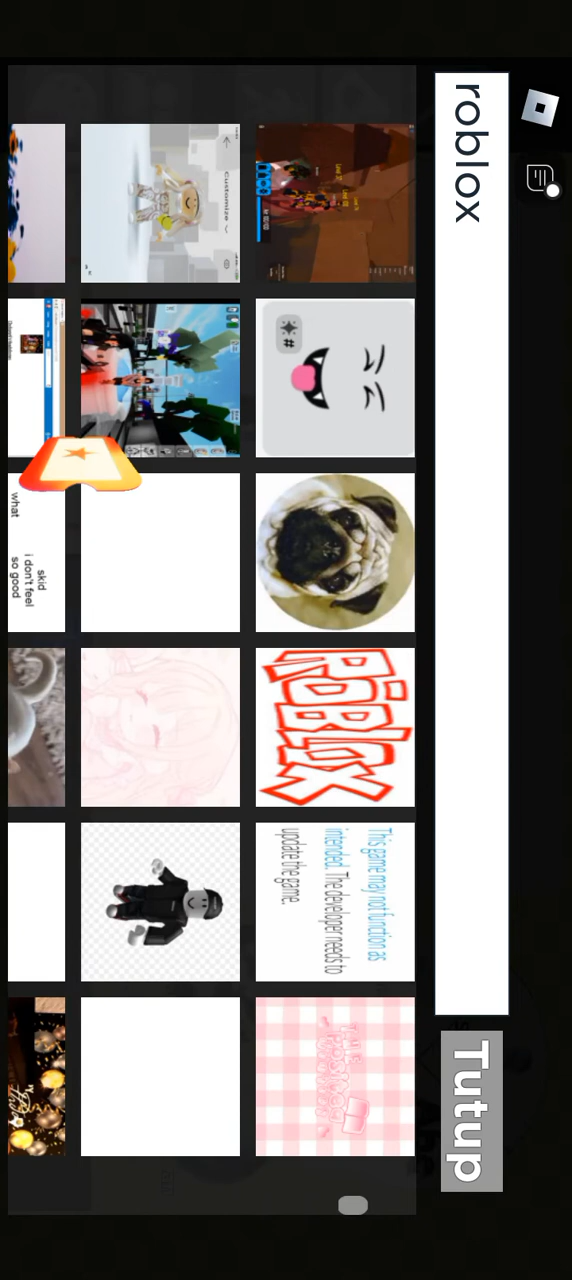 roblox
Tutup
Customize
#
ROBLOX
This game may not function as
intended. The developer needs to
update the game.
what
skid
i don't feel
so good